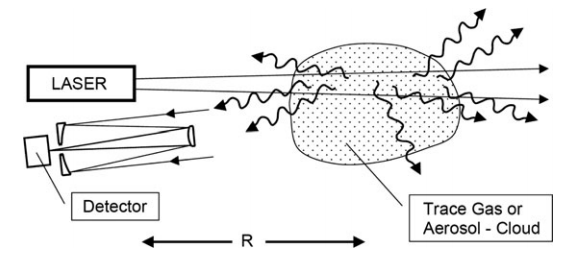 LASER
Detector
Trace Gas or
Aerosol - Cloud
R